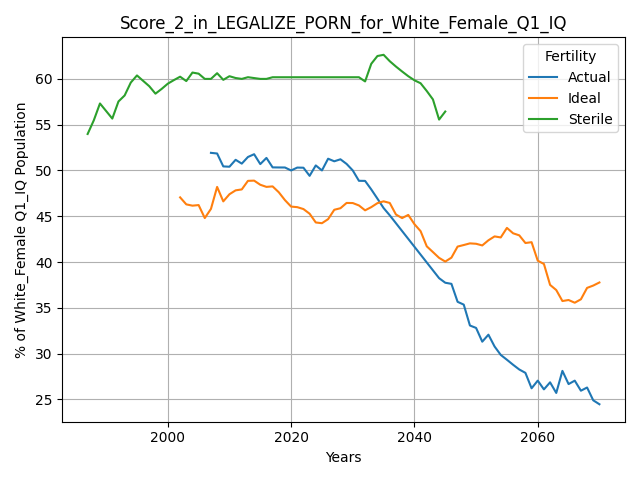 Score_2_in_LEGALIZE_PORN_for_White_Female_Q1_IQ
% of White_Female Q1_IQ Population
60
55
50
45
40
35
30
25
Fertility
Actual
Ideal
Sterile
2000
2020
2040
2060
Years